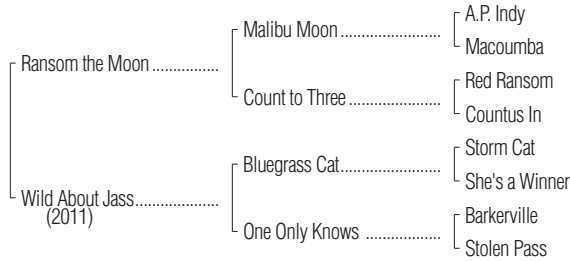 A.P. Indy
Malibu Moon ....................
Macoumba
Ransom the Moon ................
Red Ransom
Count to Three ...................
Countus In
Storm Cat
Bluegrass Cat.....................
She's a Winner
Wild About Jass....................
(2011)
Barkerville
One Only Knows ................
Stolen Pass